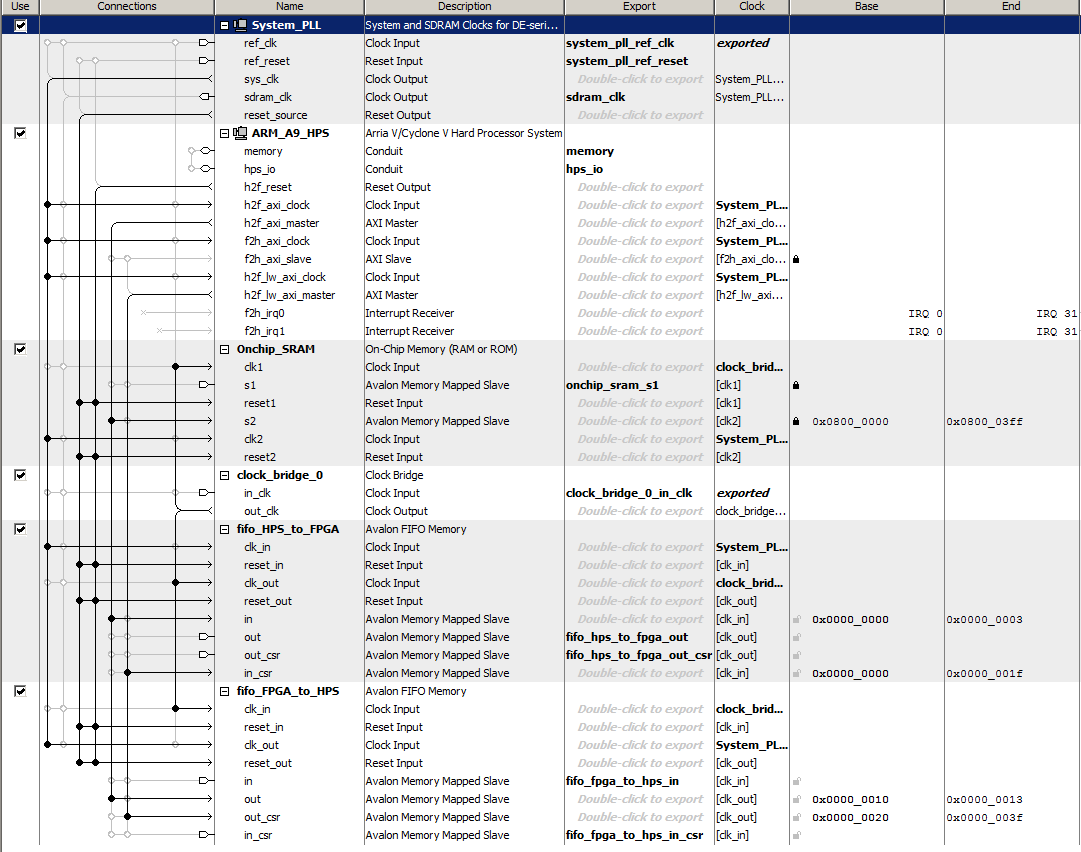 Use Connections Name Description Export Clock Base End
System_PLL System and SDRAM Clocks for DE-seri...
ref_clk Clock Input system_pll_ref_clk exported
ref_reset Reset Input system_pll_ref_reset
sys_clk Clock Output Double-click to export System_PLL...
sdram_clk Clock Output sdram_clk System_PLL...
reset_source Reset Output Double-click to export
ARM_A9_HPS Arria V/Cyclone V Hard Processor System
memory Conduit memory
hps_io Conduit hps_io
h2f_reset Reset Output Double-click to export
h2f_axi_clock Clock Input Double-click to export System_PL...
h2f_axi_master AXI Master Double-click to export [h2f_axi_clo...
f2h_axi_clock Clock Input Double-click to export System_PL...
f2h_axi_slave AXI Slave Double-click to export [f2h_axi_clo...
h2f_lw_axi_clock Clock Input Double-click to export System_PL...
h2f_lw_axi_master AXI Master Double-click to export [h2f_lw_axi...
f2h_irq0 Interrupt Receiver Double-click to export IRQ 0 IRQ 31
f2h_irq1 Interrupt Receiver Double-click to export IRQ 0 IRQ 31
Onchip_SRAM On-Chip Memory (RAM or ROM)
clk1 Clock Input Double-click to export clock_brid...
s1 Avalon Memory Mapped Slave onchip_sram_s1 [clk1]
reset1 Reset Input Double-click to export [clk1]
s2 Avalon Memory Mapped Slave Double-click to export [clk2] 0x0800_0000 0x0800_03ff
clk2 Clock Input Double-click to export System_PL...
reset2 Reset Input Double-click to export [clk2]
clock_bridge_0 Clock Bridge
in_clk Clock Input clock_bridge_0_in_clk exported
out_clk Clock Output Double-click to export clock_bridge...
fifo_HPS_to_FPGA Avalon FIFO Memory
clk_in Clock Input Double-click to export System_PL...
reset_in Reset Input Double-click to export [clk_in]
clk_out Clock Input Double-click to export clock_brid...
reset_out Reset Input Double-click to export [clk_out]
in Avalon Memory Mapped Slave Double-click to export [clk_in] 0x0000_0000 0x0000_0003
out Avalon Memory Mapped Slave fifo_hps_to_fpga_out [clk_out]
out_csr Avalon Memory Mapped Slave fifo_hps_to_fpga_out_csr [clk_out]
in_csr Avalon Memory Mapped Slave Double-click to export [clk_in] 0x0000_0000 0x0000_001f
fifo_FPGA_to_HPS Avalon FIFO Memory
clk_in Clock Input Double-click to export clock_brid...
reset_in Reset Input Double-click to export [clk_in]
clk_out Clock Input Double-click to export System_PL...
reset_out Reset Input Double-click to export [clk_out]
in Avalon Memory Mapped Slave fifo_fpga_to_hps_in [clk_in]
out Avalon Memory Mapped Slave Double-click to export [clk_out] 0x0000_0010 0x0000_0013
out_csr Avalon Memory Mapped Slave Double-click to export [clk_out] 0x0000_0020 0x0000_003f
in_csr Avalon Memory Mapped Slave fifo_fpga_to_hps_in_csr [clk_in]